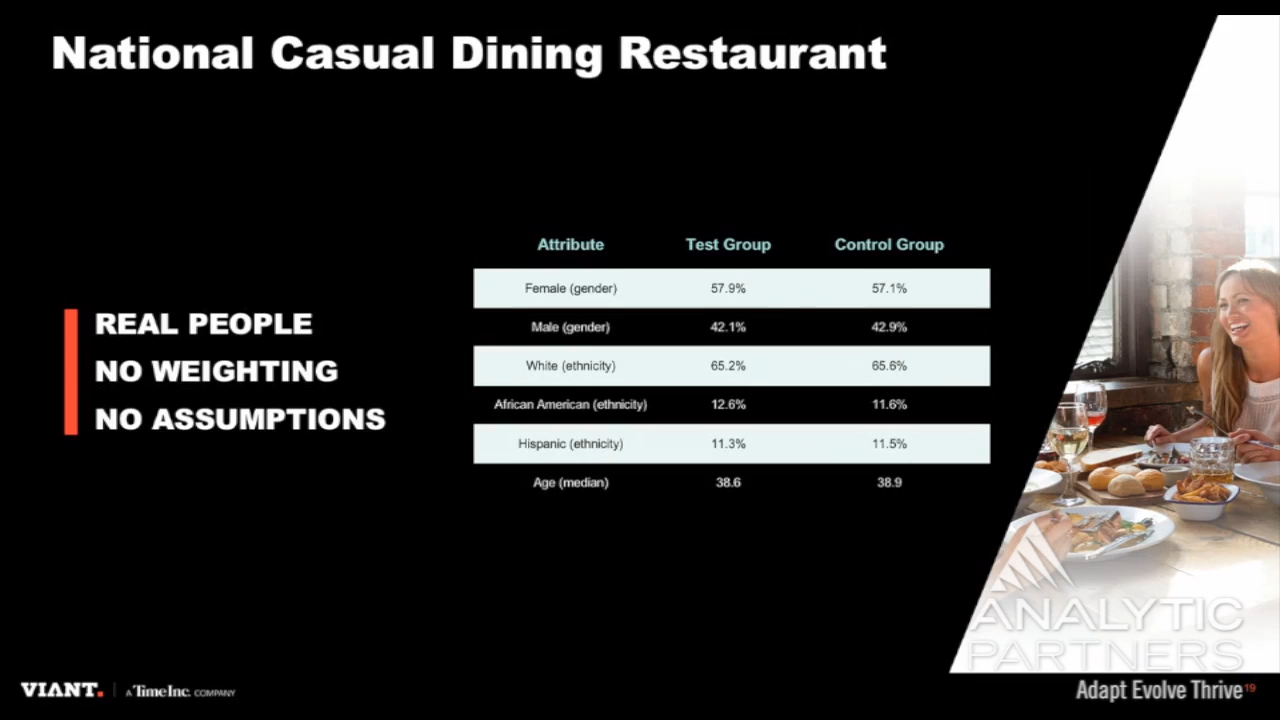 National Casual Dining Restaurant
REAL PEOPLE
NO WEIGHTING
NO ASSUMPTIONS
Attribute Test Group Control Group
Female (gender) 57.9% 57.1%
Male (gender) 42.1% 42.9%
White (ethnicity) 65.2% 65.6%
African American (ethnicity) 12.6% 11.6%
Hispanic (ethnicity) 11.3% 11.5%
Age (median) 38.6 38.9
ANALYTIC
PARTNERS
VIANT. A Time Inc. COMPANY
Adapt Evolve Thrive 19